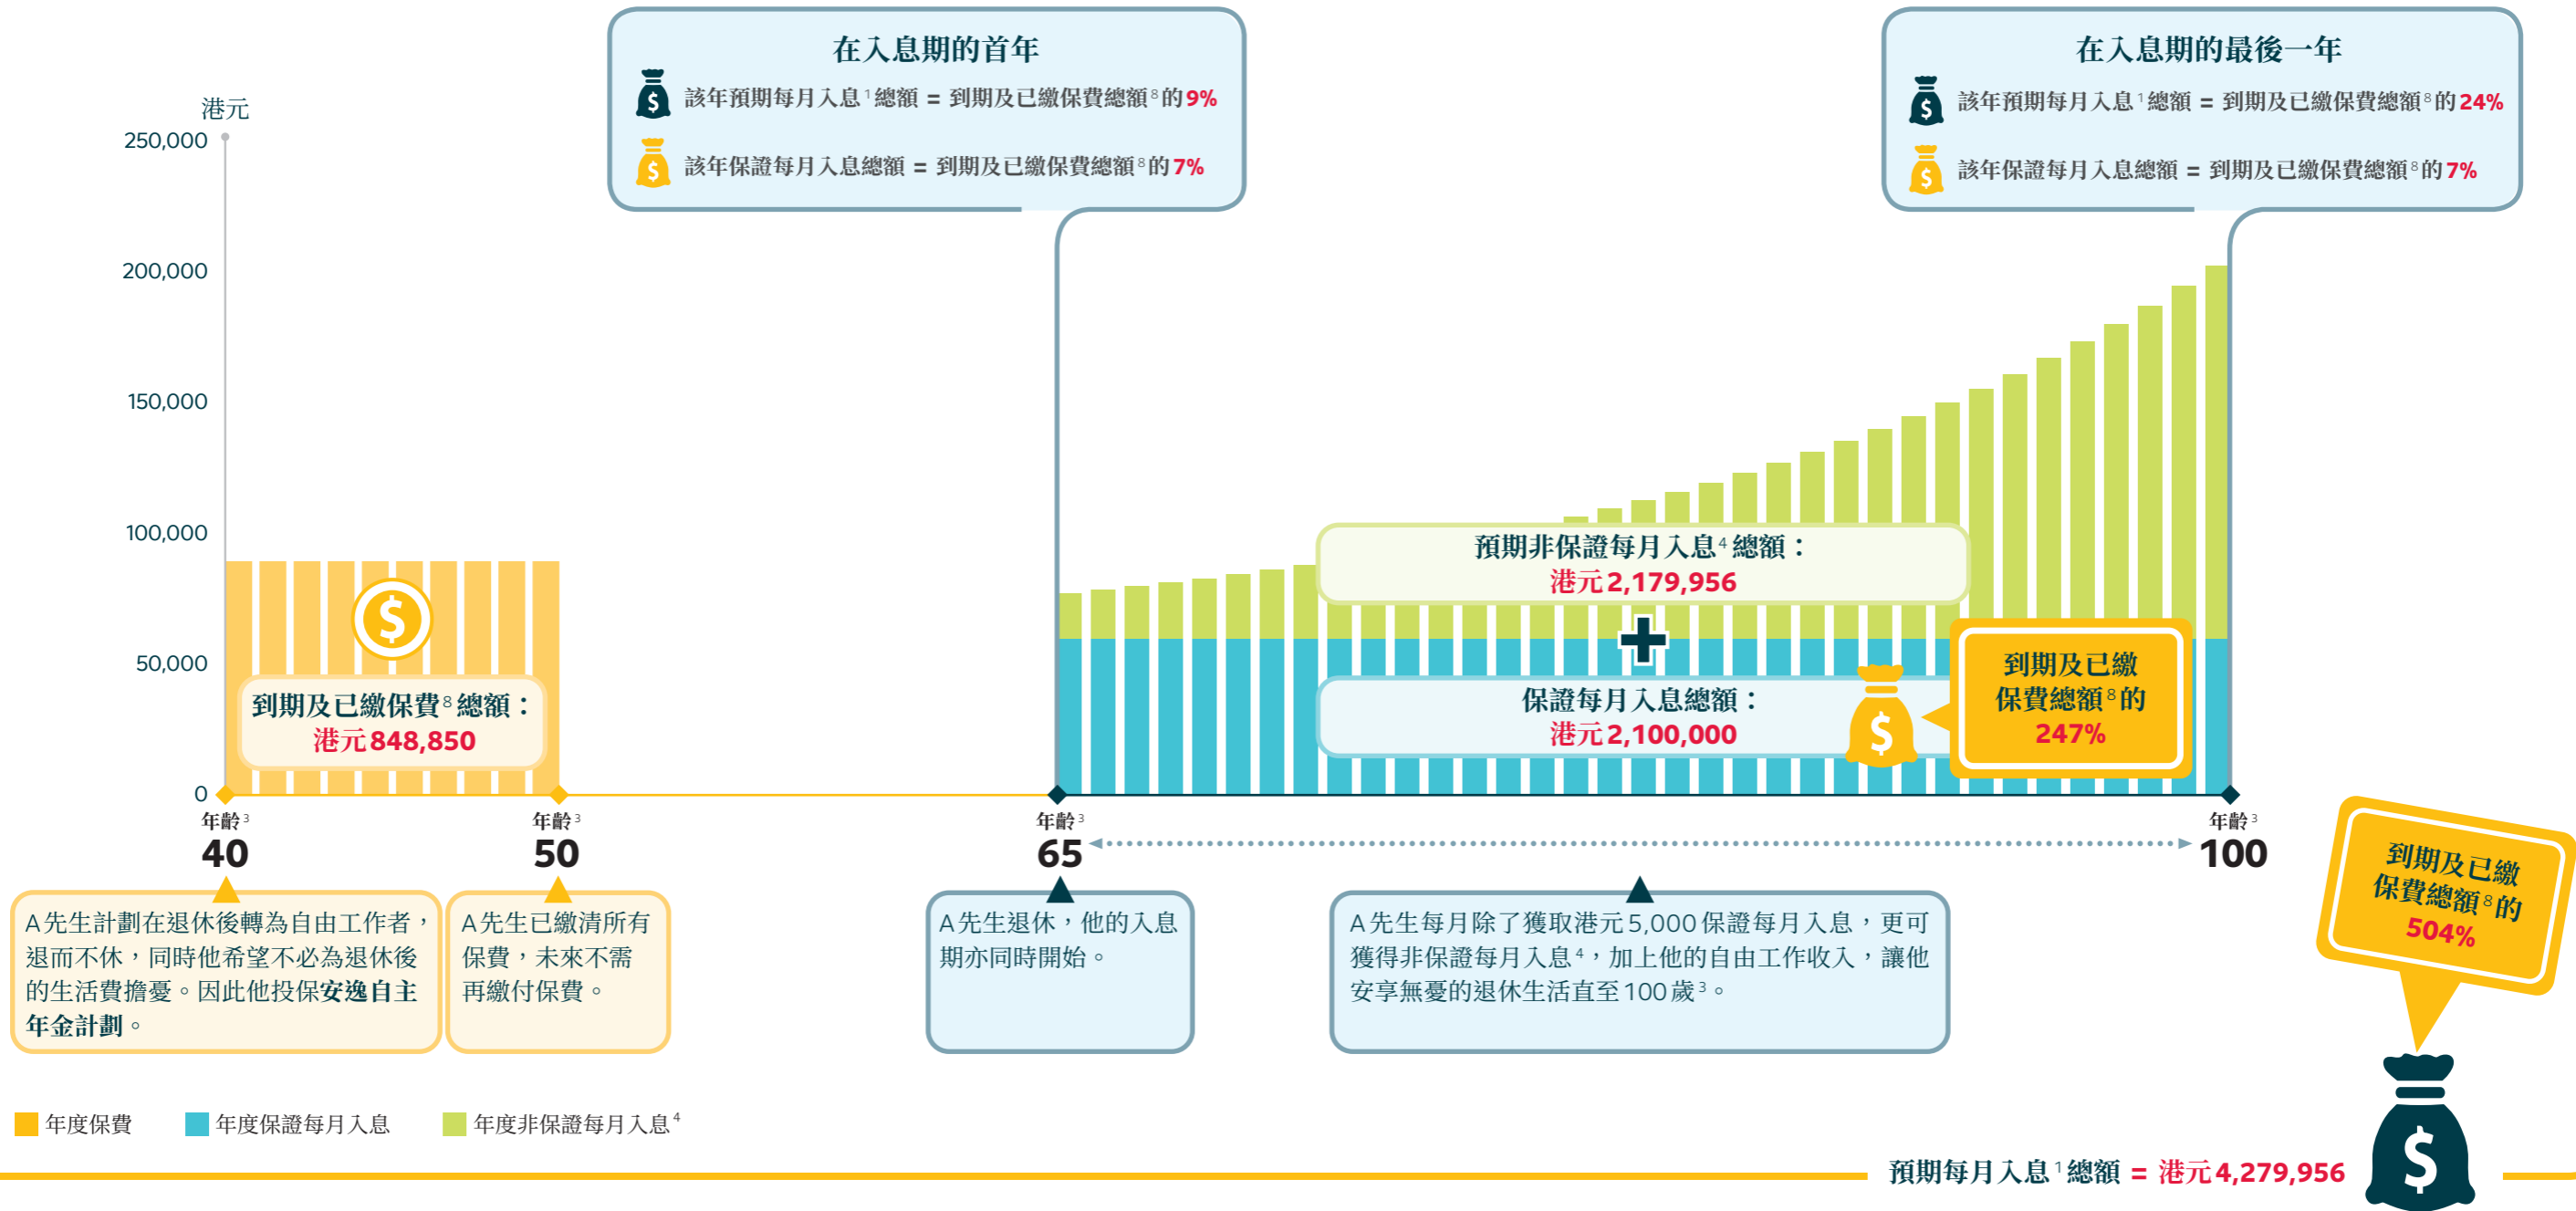 在入息期的首年
該年預期每月入息¹總額 = 到期及已繳保費總額⁸的9%
該年保證每月入息總額 = 到期及已繳保費總額⁸的7%
在入息期的最後一年
該年預期每月入息¹總額 = 到期及已繳保費總額⁸的24%
該年保證每月入息總額 = 到期及已繳保費總額⁸的7%
港元
250,000
200,000
150,000
100,000
50,000
0
到期及已繳保費⁸總額：
港元848,850
預期非保證每月入息⁴總額：
港元2,179,956
保證每月入息總額：
港元2,100,000
到期及已繳
保費總額⁸的
247%
年齡³
40
年齡³
50
年齡³
65
年齡³
100
A先生計劃在退休後轉為自由工作者，
退而不休，同時他希望不必為退休後
的生活費擔憂。因此他投保安逸自主
年金計劃。
A先生已繳清所有
保費，未來不需
再繳付保費。
A先生退休，他的入息
期亦同時開始。
A先生每月除了獲取港元5,000保證每月入息，更可
獲得非保證每月入息⁴，加上他的自由工作收入，讓他
安享無憂的退休生活直至100歲³。
到期及已繳
保費總額⁸的
504%
年度保費
年度保證每月入息
年度非保證每月入息⁴
預期每月入息¹總額 = 港元4,279,956